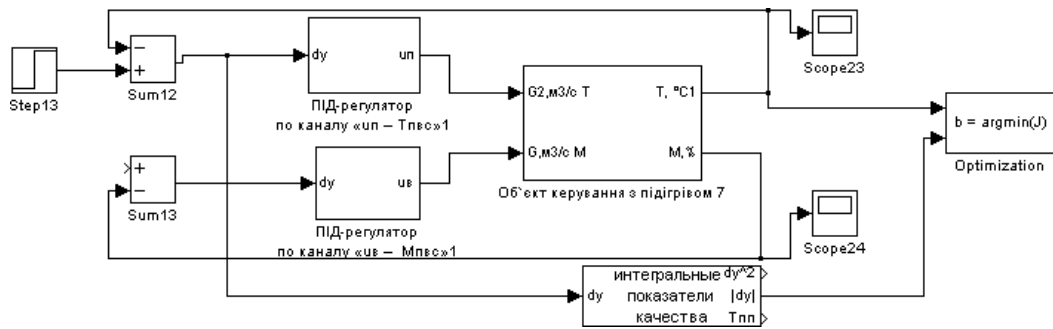 Step13
−
+
Sum12
dy
uп
ПІД-регулятор
по каналу «uп – Тпвс»1
G2,м3/с T
T, °C1
G,м3/с M
M,%
Об`єкт керування з підігрівом 7
Scope23
b = argmin(J)
Optimization
+
−
Sum13
dy
uв
ПІД-регулятор
по каналу «uв – Мпвс»1
Scope24
интегральные
dy^2
dy
показатели
|dy|
качества
Tпп